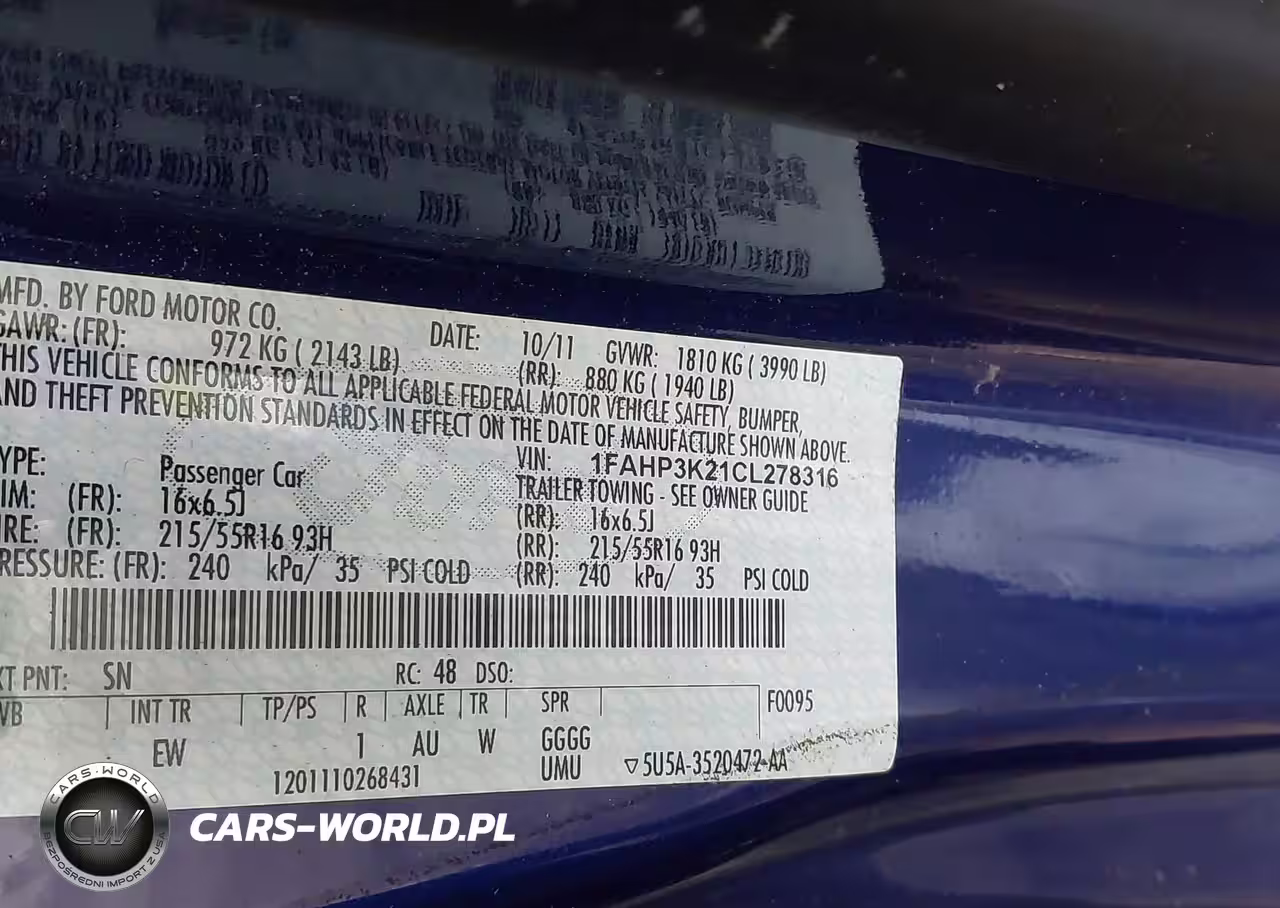 MFD. BY FORD MOTOR CO.
DATE: 10/11 GVWR: 1810 KG ( 3990 LB)
GAWR: (FR): 972 KG ( 2143 LB) (RR): 880 KG ( 1940 LB)
THIS VEHICLE CONFORMS TO ALL APPLICABLE FEDERAL MOTOR VEHICLE SAFETY, BUMPER,
AND THEFT PREVENTION STANDARDS IN EFFECT ON THE DATE OF MANUFACTURE SHOWN ABOVE.
VIN: 1FAHP3K21CL278316
YPE: Passenger Car TRAILER TOWING - SEE OWNER GUIDE
IM: (FR): 16x6.5J (RR): 16x6.5J
IRE: (FR): 215/55R16 93H (RR): 215/55R16 93H
RESSURE: (FR): 240 kPa/ 35 PSI COLD (RR): 240 kPa/ 35 PSI COLD
XT PNT: SN RC: 48 DSO:
WB INT TR TP/PS R AXLE TR SPR F0095
EW 1 AU W GGGG
1201110268431 UMU ▽5U5A-3520472-AA
CARS-WORLD
CW
BEZPOŚREDNI IMPORT Z USA
CARS-WORLD.PL